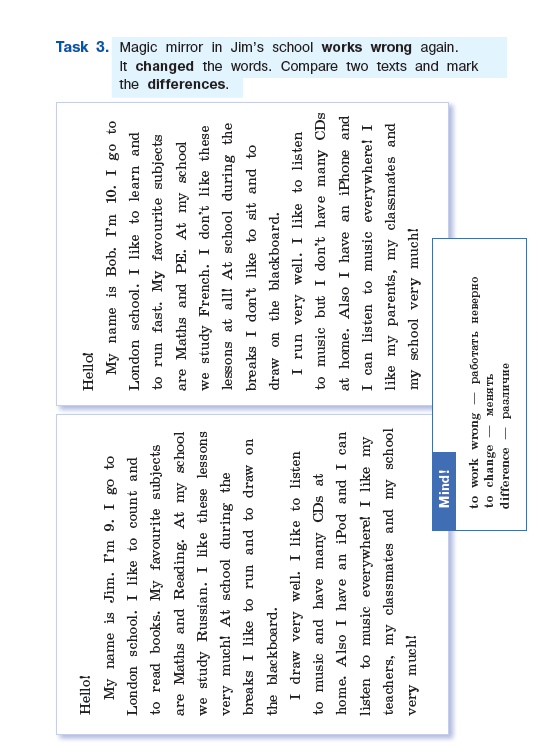 Task 3. Magic mirror in Jim's school works wrong again.
It changed the words. Compare two texts and mark
the differences.
Hello!
My name is Jim. I'm 9. I go to
London school. I like to count and
to read books. My favourite subjects
are Maths and Reading. At my school
we study Russian. I like these lessons
very much! At school during the
breaks I like to run and to draw on
the blackboard.
I draw very well. I like to listen
to music and have many CDs at
home. Also I have an iPod and I can
listen to music everywhere! I like my
teachers, my classmates and my school
very much!
Hello!
My name is Bob. I'm 10. I go to
London school. I like to learn and
to run fast. My favourite subjects
are Maths and PE. At my school
we study French. I don't like these
lessons at all! At school during the
breaks I don't like to sit and to
draw on the blackboard.
I run very well. I like to listen
to music but I don't have many CDs
at home. Also I have an iPhone and
I can listen to music everywhere! I
like my parents, my classmates and
my school very much!
Mind!
to work wrong — работать неверно
to change — менять
difference — различие